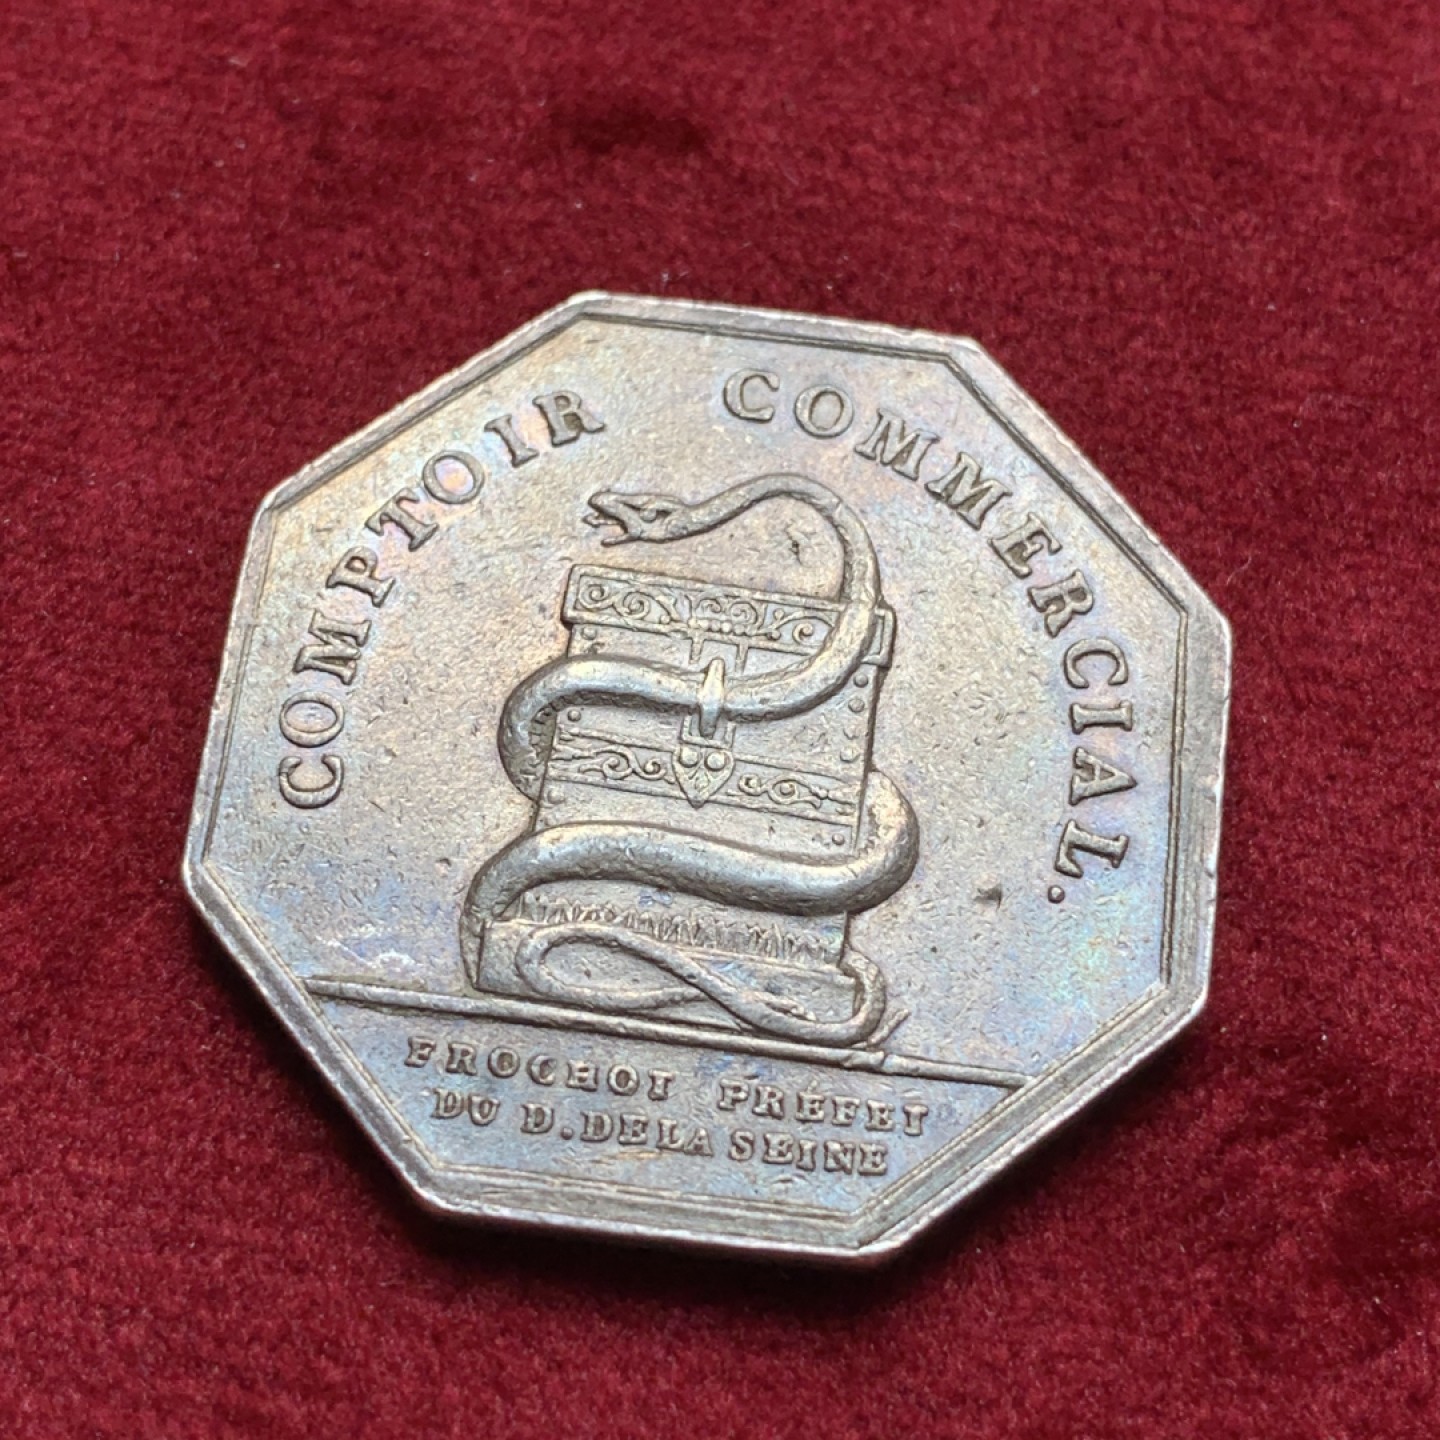 COMPTOIR COMMERCIAL.
FROCHOT PRÉFET
DU D. DE LA SEINE